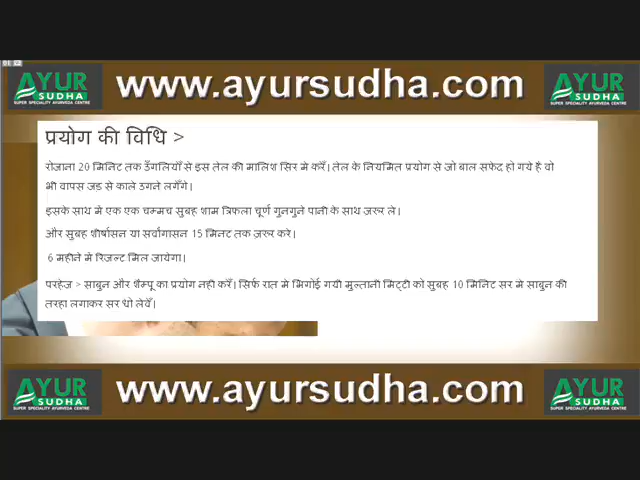 AYUR
SUDHA
SUPER SPECIALITY AYURVEDA CENTRE
www.ayursudha.com
AYUR
SUDHA
SUPER SPECIALITY AYURVEDA CENTRE
प्रयोग की विधि >
रोजाना 20 मिनिट तक उँगलियोँ से इस तेल की मालिश सिर मे करेँ। तेल के नियमित प्रयोग से जो बाल सफेद हो गये है वो
भी वापस जड से काले उगने लगेँगे।
इसके साथ मे एक एक चम्मच सुबह शाम त्रिफला चूर्ण गुनगुने पानी के साथ जरुर ले।
और सुबह शीर्षासन या सर्वांगासन 15 मिनट तक ज़रुर करे।
6 महीने मे रिजल्ट मिल जायेगा।
परहेज > साबुन और शैम्पू का प्रयोग नही करेँ। सिर्फ रात मे भिगोई गयी मुल्तानी मिट्टी को सुबह 10 मिनिट सर मे साबुन की
तरहा लगाकर सर धो लेवेँ।
AYUR
SUDHA
SUPER SPECIALITY AYURVEDA CENTRE
www.ayursudha.com
AYUR
SUDHA
SUPER SPECIALITY AYURVEDA CENTRE